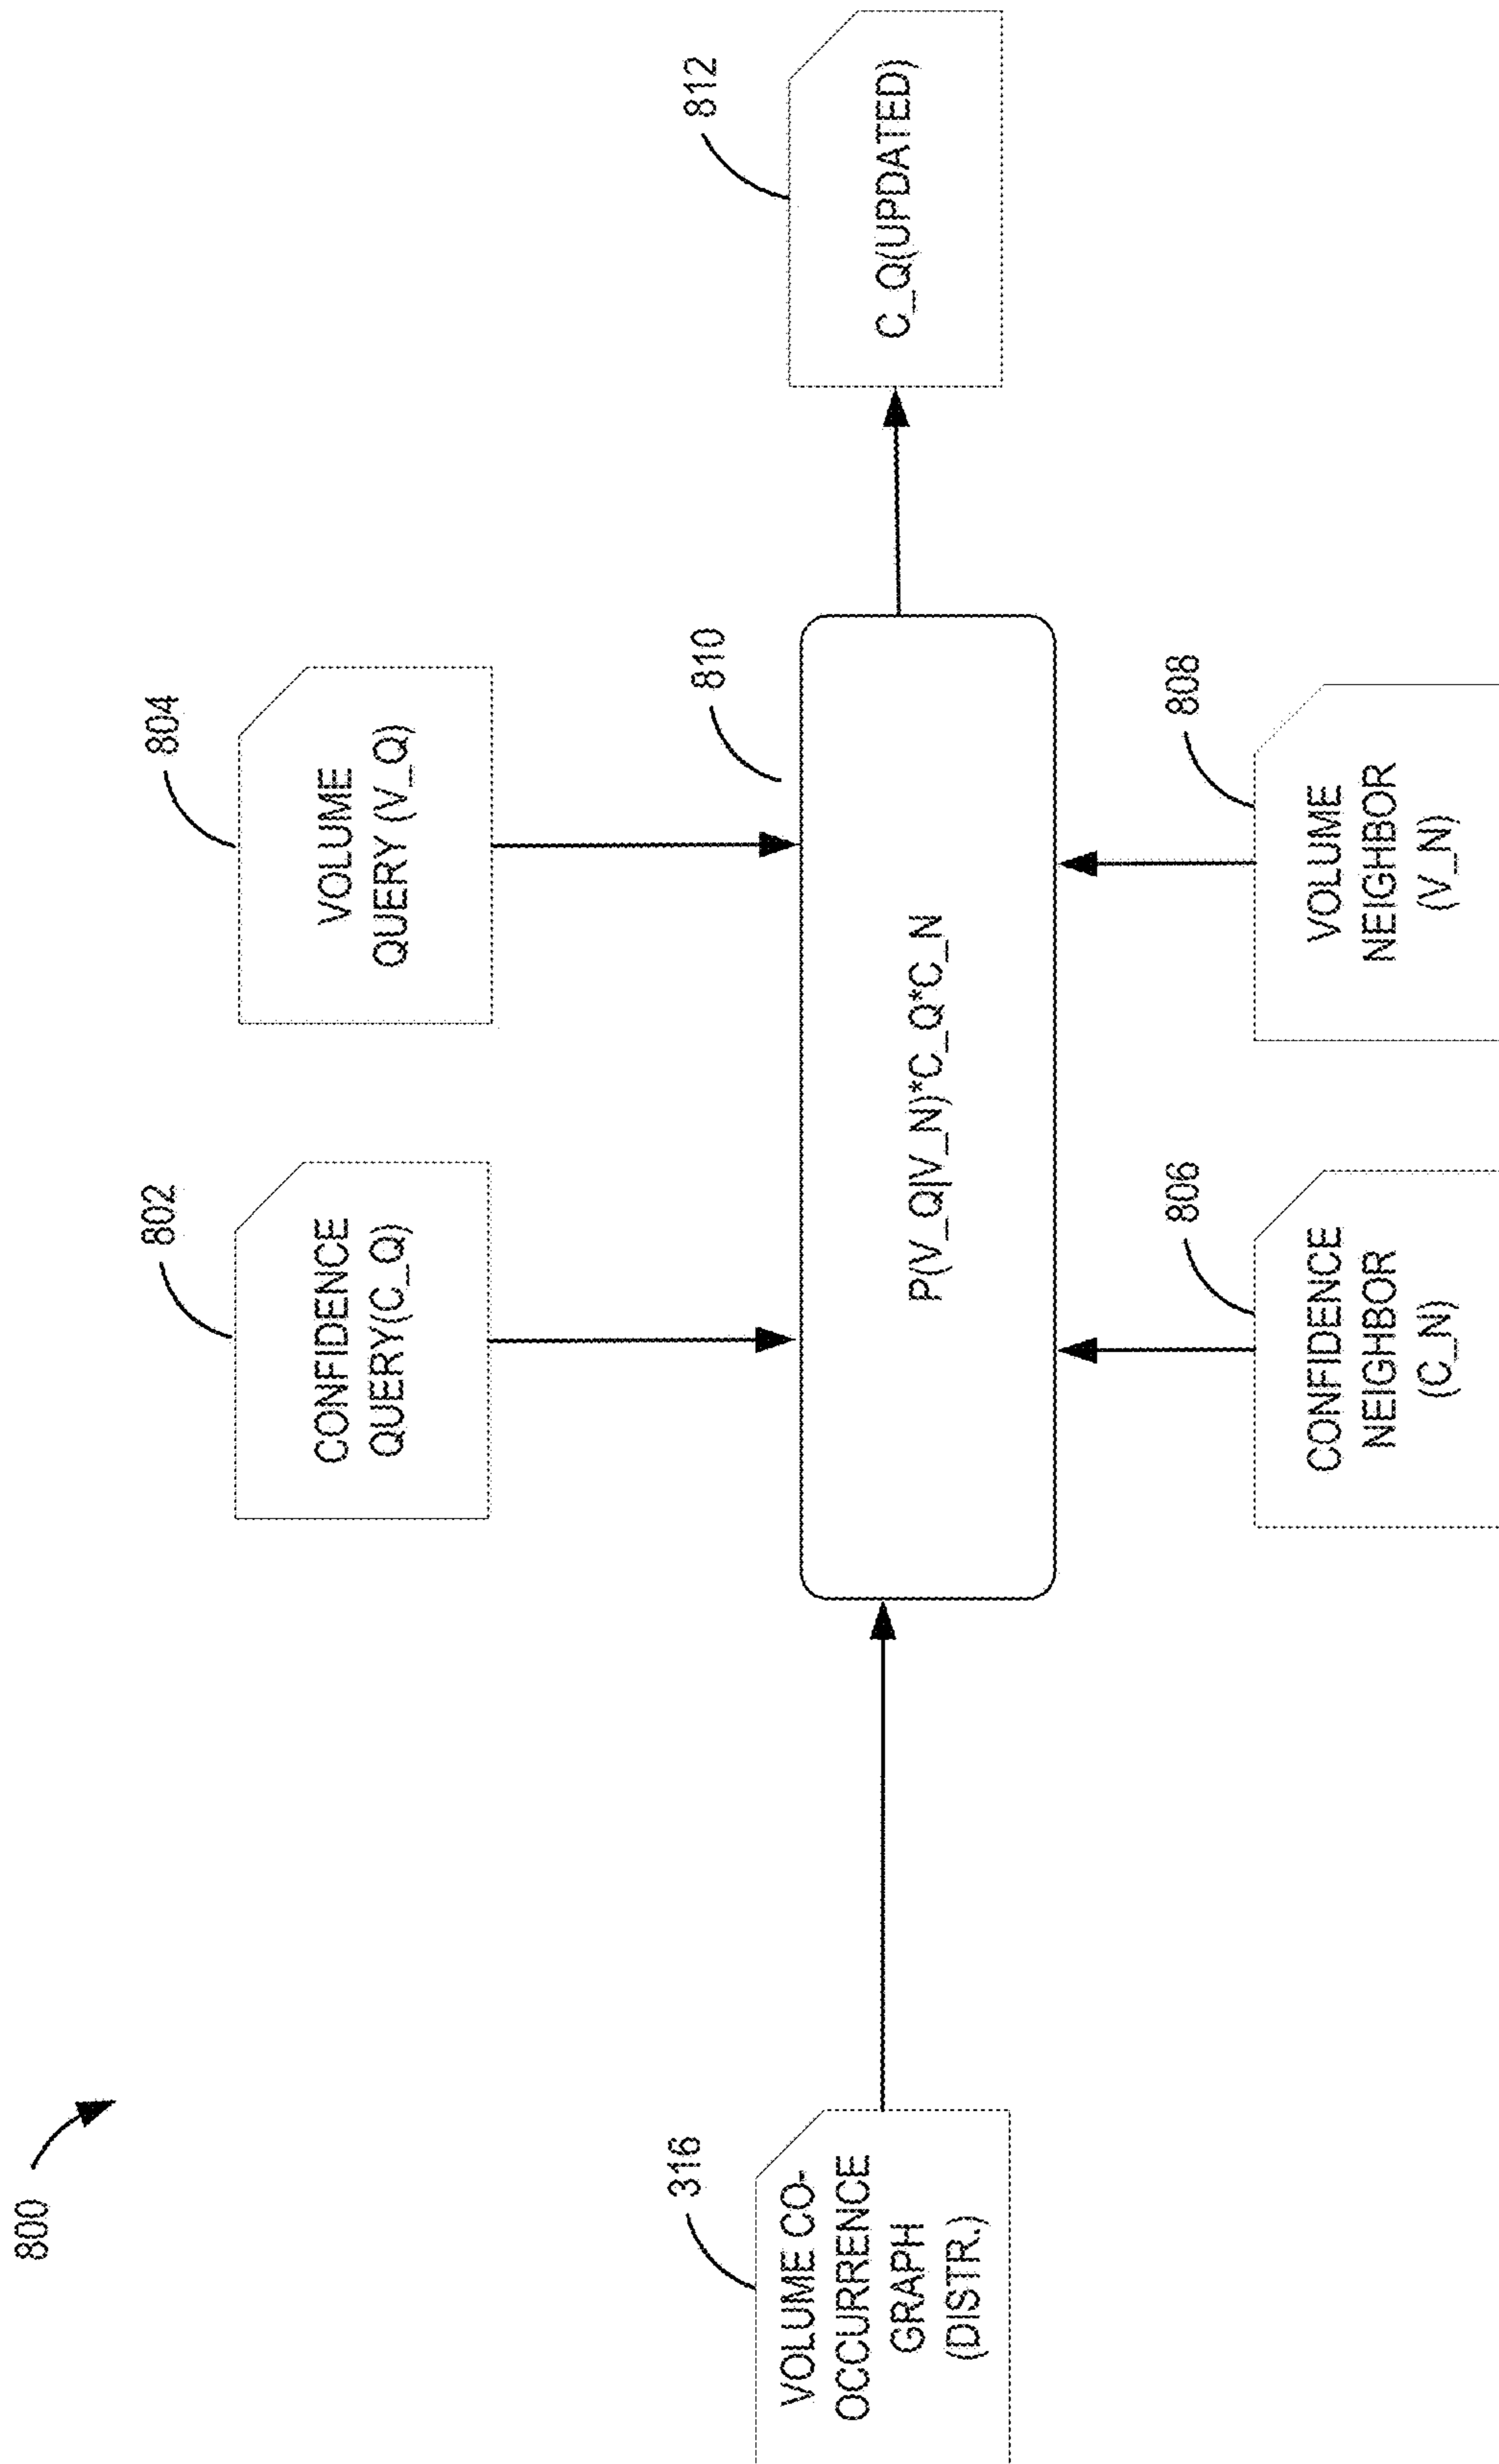 800
802
CONFIDENCE
QUERY(C_Q)
804
VOLUME
QUERY (V_Q)
316
VOLUME CO-
OCCURRENCE
GRAPH
(DISTR.)
810
P(V_Q|V_N)*C_Q*C_N
812
C_Q(UPDATED)
806
CONFIDENCE
NEIGHBOR
(C_N)
808
VOLUME
NEIGHBOR
(V_N)